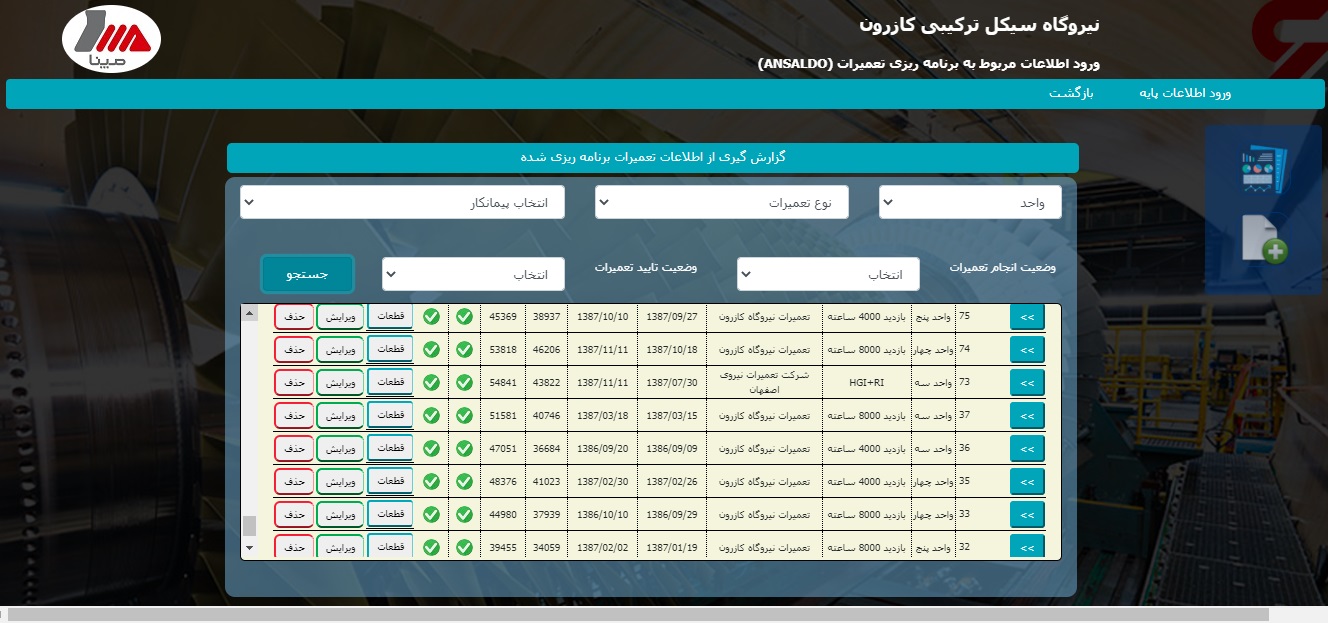 نیروگاه سیکل ترکیبی کازرون
مپنا
ورود اطلاعات مربوط به برنامه ریزی تعمیرات (ANSALDO)
ورود اطلاعات پایه بازگشت
گزارش گیری از اطلاعات تعمیرات برنامه ریزی شده
واحد نوع تعمیرات انتخاب پیمانکار
وضعیت انجام تعمیرات انتخاب وضعیت تایید تعمیرات انتخاب جستجو
>> 75 واحد پنج بازدید 4000 ساعته تعمیرات نیروگاه کازرون 1387/09/27 1387/10/10 38937 45369 قطعات ویرایش حذف
>> 74 واحد چهار بازدید 8000 ساعته تعمیرات نیروگاه کازرون 1387/10/18 1387/11/11 46206 53818 قطعات ویرایش حذف
>> 73 واحد سه HGI+RI شرکت تعمیرات نیروی اصفهان 1387/07/30 1387/11/11 43822 54841 قطعات ویرایش حذف
>> 37 واحد سه بازدید 8000 ساعته تعمیرات نیروگاه کازرون 1387/03/15 1387/03/18 40746 51581 قطعات ویرایش حذف
>> 36 واحد سه بازدید 4000 ساعته تعمیرات نیروگاه کازرون 1386/09/09 1386/09/20 36684 47051 قطعات ویرایش حذف
>> 35 واحد چهار بازدید 4000 ساعته تعمیرات نیروگاه کازرون 1387/02/26 1387/02/30 41023 48376 قطعات ویرایش حذف
>> 33 واحد چهار بازدید 8000 ساعته تعمیرات نیروگاه کازرون 1386/09/29 1386/10/10 37939 44980 قطعات ویرایش حذف
>> 32 واحد پنج بازدید 8000 ساعته تعمیرات نیروگاه کازرون 1387/01/19 1387/02/02 34059 39455 قطعات ویرایش حذف